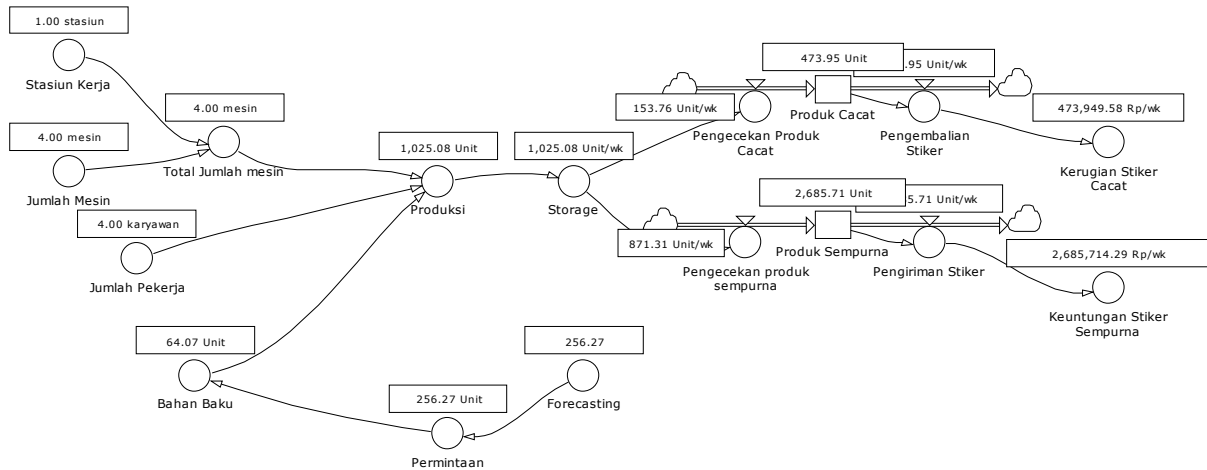 1.00 stasiun
Stasiun Kerja
4.00 mesin
Jumlah Mesin
4.00 mesin
Total Jumlah mesin
4.00 karyawan
Jumlah Pekerja
1,025.08 Unit
Produksi
1,025.08 Unit/wk
Storage
64.07 Unit
Bahan Baku
256.27 Unit
Permintaan
256.27
Forecasting
153.76 Unit/wk
Pengecekan Produk
Cacat
473.95 Unit
Produk Cacat
.95 Unit/wk
Pengembalian
Stiker
473,949.58 Rp/wk
Kerugian Stiker
Cacat
871.31 Unit/wk
Pengecekan produk
sempurna
2,685.71 Unit
Produk Sempurna
5.71 Unit/wk
Pengiriman Stiker
2,685,714.29 Rp/wk
Keuntungan Stiker
Sempurna